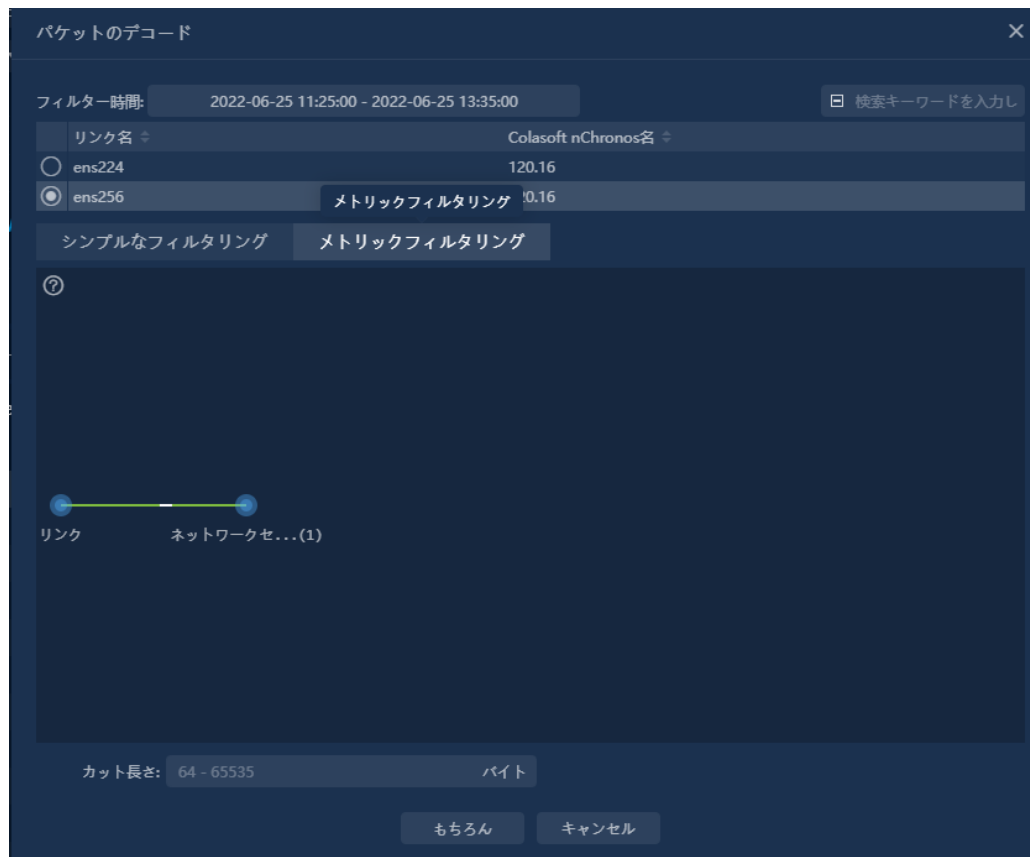 パケットのデコード
フィルター時間: 2022-06-25 11:25:00 - 2022-06-25 13:35:00 検索キーワードを入力し
リンク名 Colasoft nChronos名
ens224 120.16
ens256 0.16
メトリックフィルタリング
シンプルなフィルタリング メトリックフィルタリング
リンク ネットワークセ...(1)
カット長さ: 64 - 65535 バイト
もちろん キャンセル